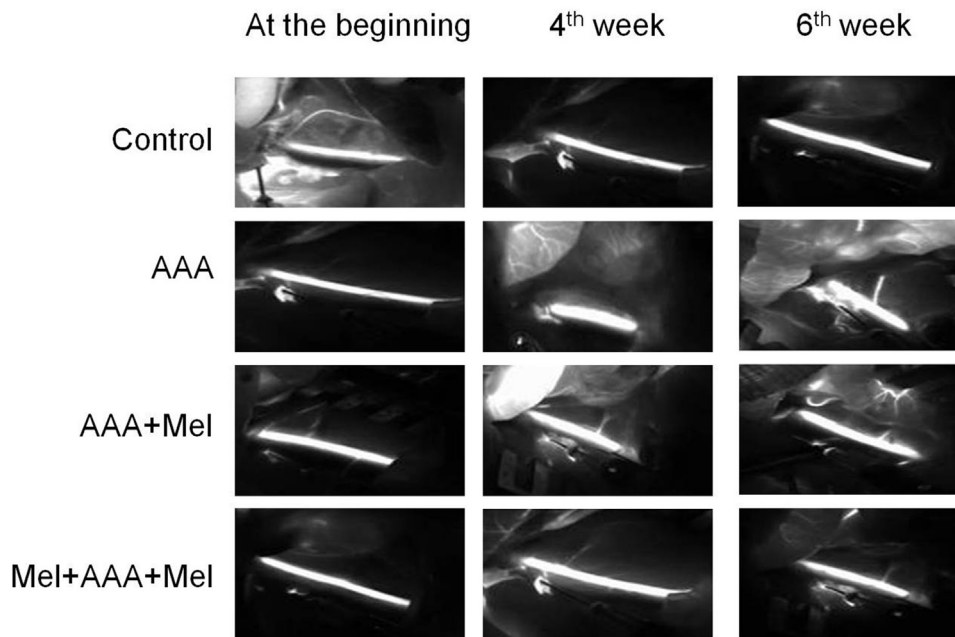 At the beginning 4th week 6th week
Control
AAA
AAA+Mel
Mel+AAA+Mel